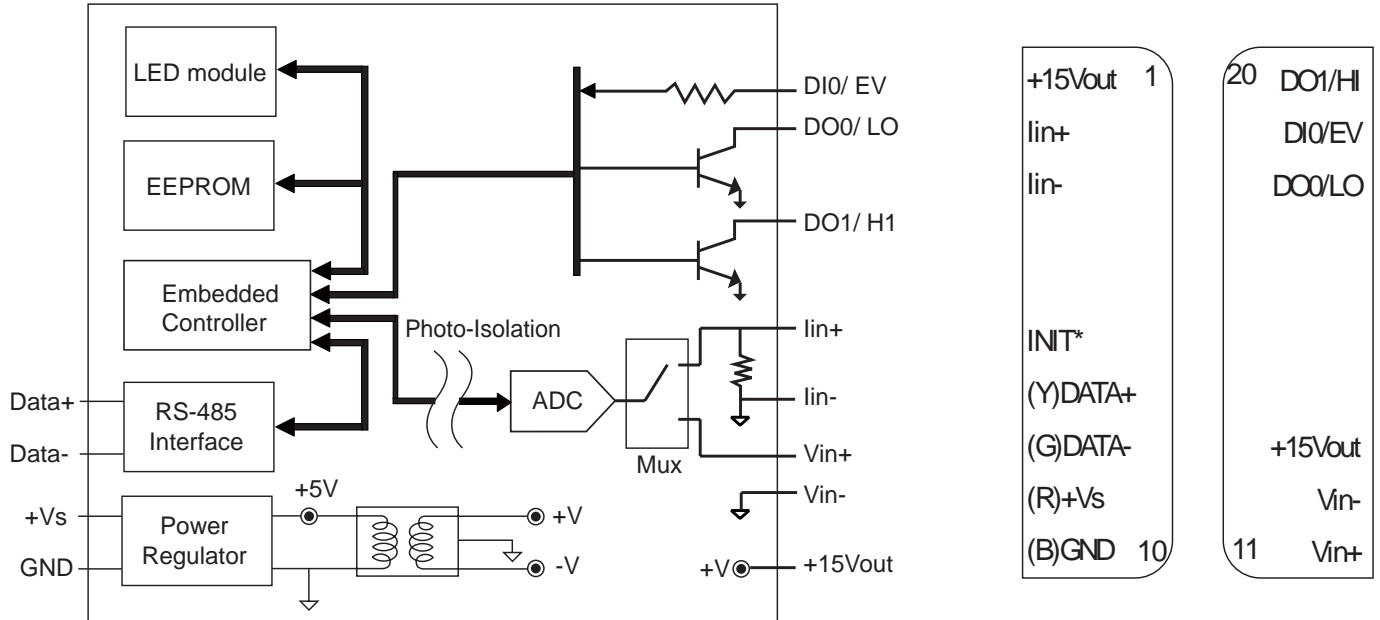 LED module
EEPROM
Embedded
Controller
RS-485
Interface
Data+
Data-
+Vs
GND
Power
Regulator
+5V
+V
-V
Photo-Isolation
ADC
Mux
DI0/ EV
DO0/ LO
DO1/ H1
Iin+
Iin-
Vin+
Vin-
+V
+15Vout
+15Vout 1
Iin+
Iin-
INIT*
(Y)DATA+
(G)DATA-
(R)+Vs
(B)GND 10
20 DO1/HI
DI0/EV
DO0/LO
+15Vout
Vin-
11 Vin+